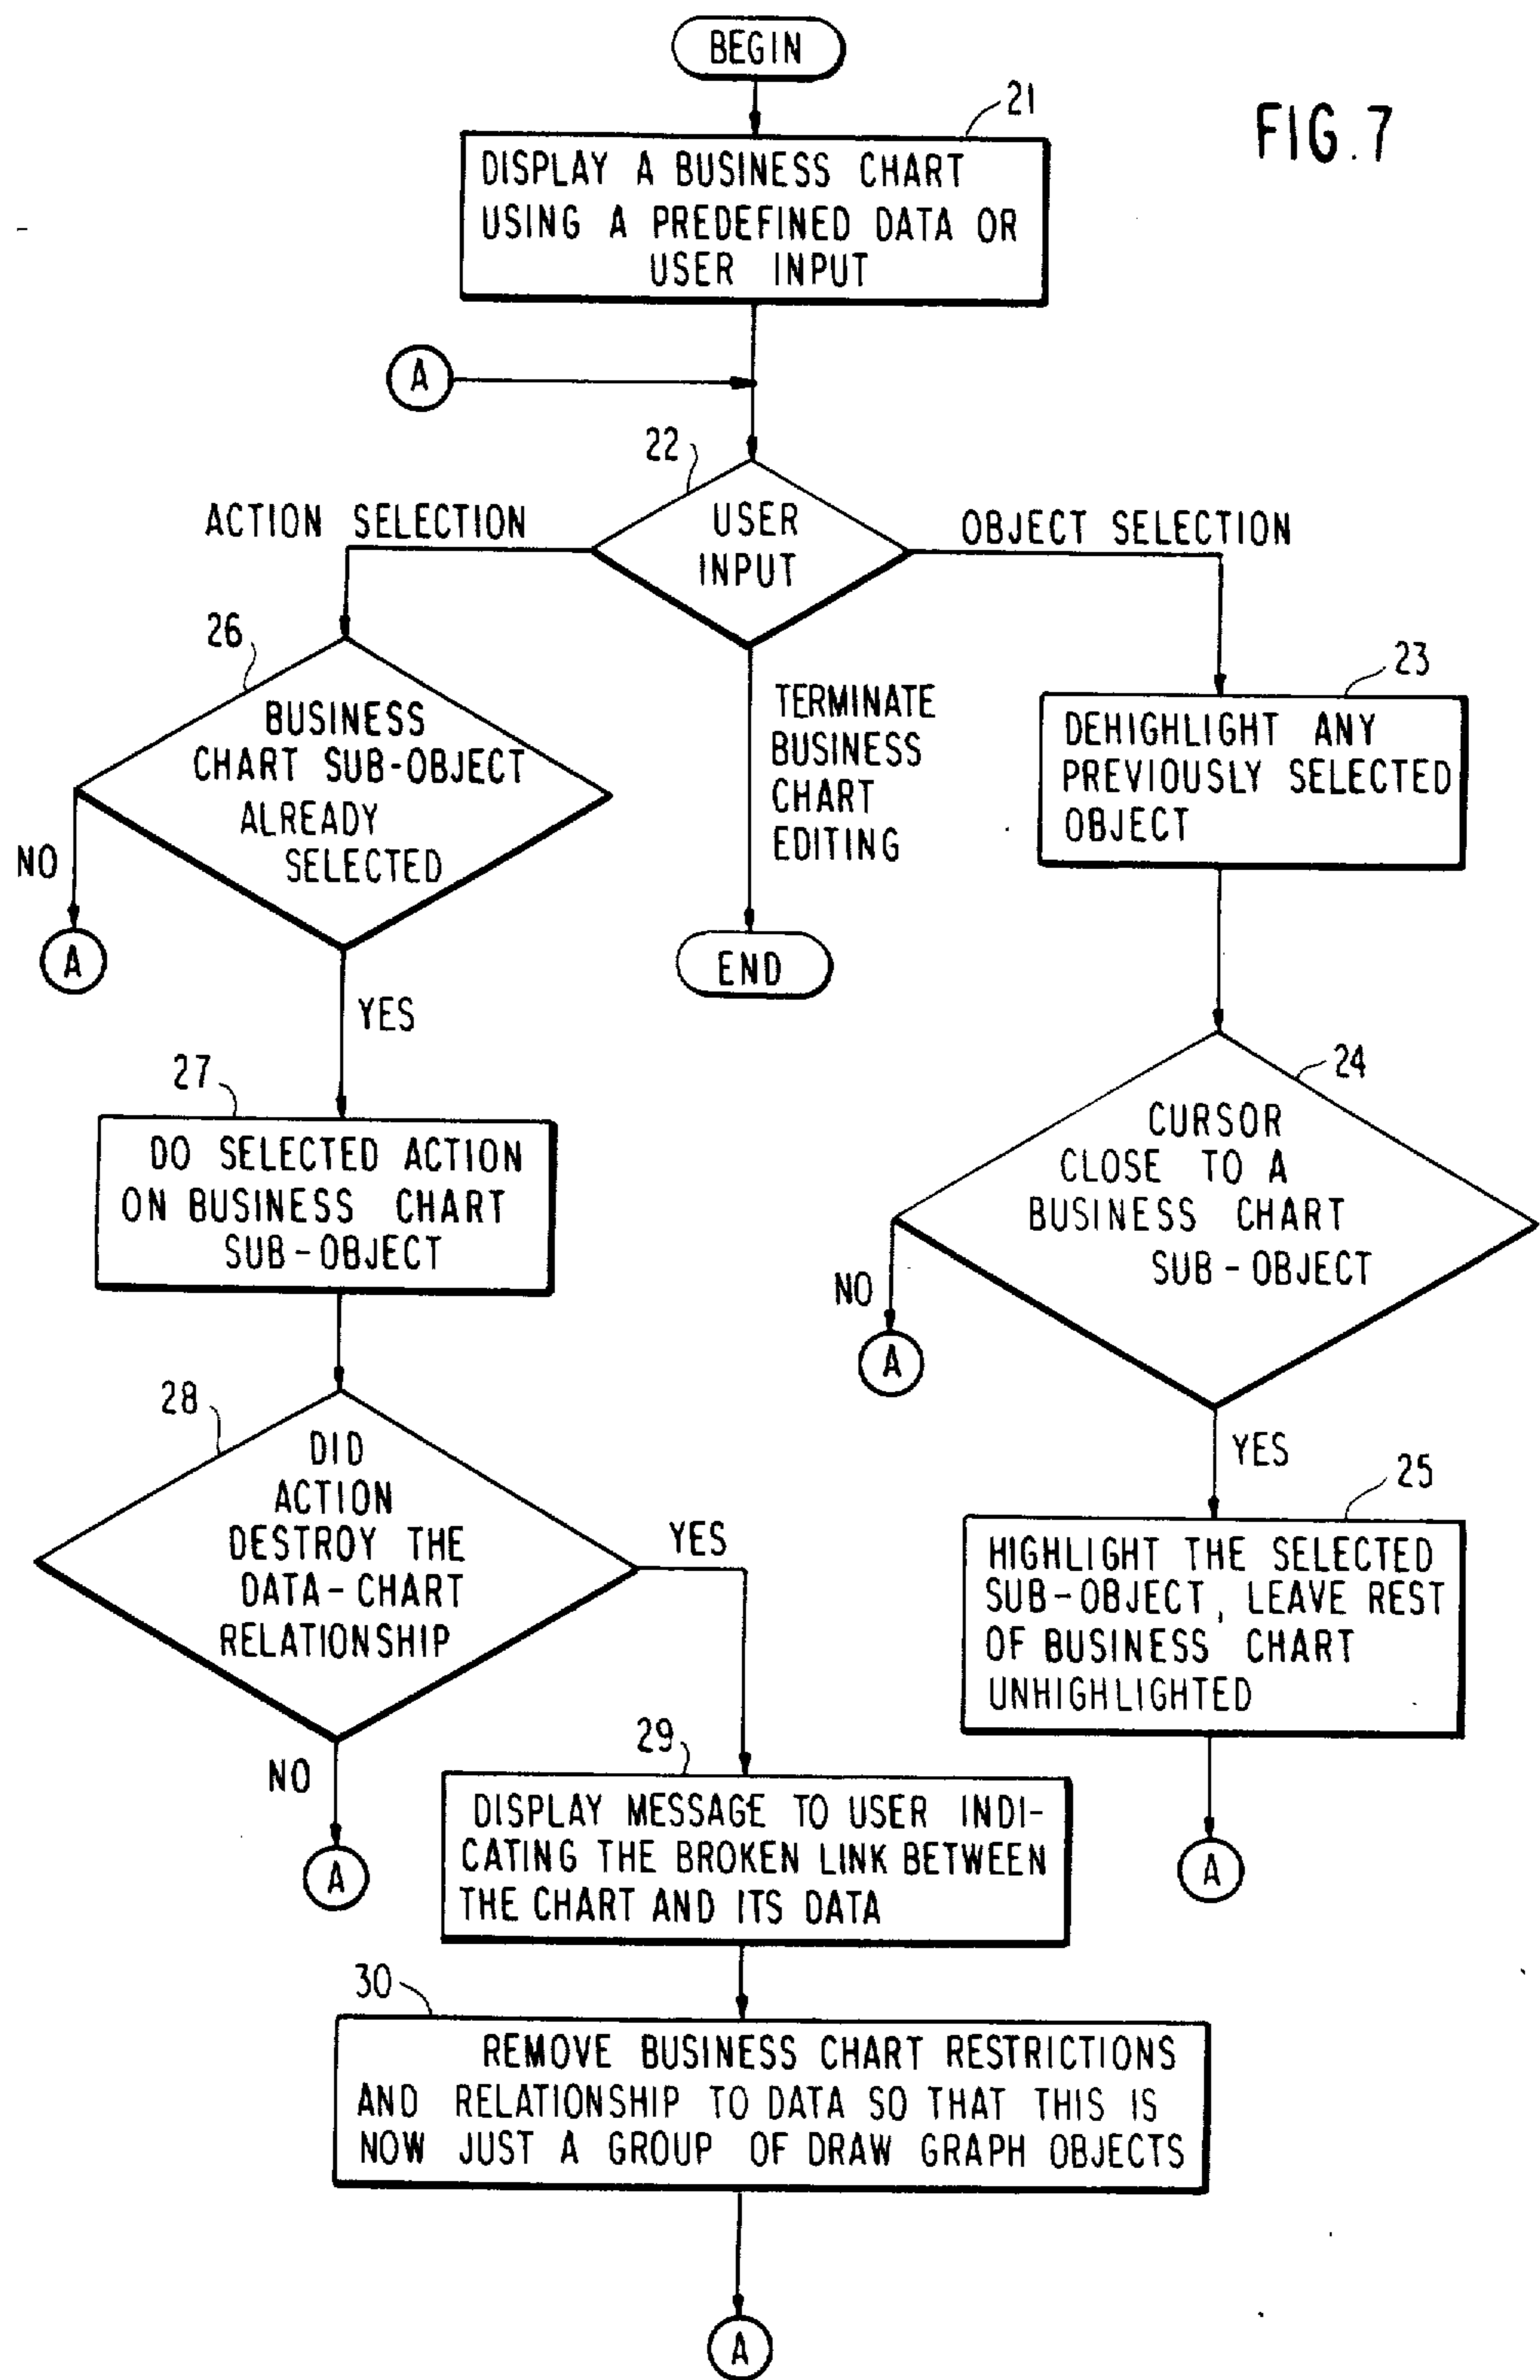 BEGIN
FIG.7
21
DISPLAY A BUSINESS CHART
USING A PREDEFINED DATA OR
USER INPUT
A
22
USER
INPUT
ACTION SELECTION
OBJECT SELECTION
26
BUSINESS
CHART SUB-OBJECT
ALREADY
SELECTED
NO
A
YES
TERMINATE
BUSINESS
CHART
EDITING
END
23
DEHIGHLIGHT ANY
PREVIOUSLY SELECTED
OBJECT
24
CURSOR
CLOSE TO A
BUSINESS CHART
SUB-OBJECT
NO
A
YES
25
HIGHLIGHT THE SELECTED
SUB-OBJECT, LEAVE REST
OF BUSINESS CHART
UNHIGHLIGHTED
A
27
DO SELECTED ACTION
ON BUSINESS CHART
SUB-OBJECT
28
DID
ACTION
DESTROY THE
DATA-CHART
RELATIONSHIP
YES
NO
A
29
DISPLAY MESSAGE TO USER INDI-
CATING THE BROKEN LINK BETWEEN
THE CHART AND ITS DATA
30
REMOVE BUSINESS CHART RESTRICTIONS
AND RELATIONSHIP TO DATA SO THAT THIS IS
NOW JUST A GROUP OF DRAW GRAPH OBJECTS
A